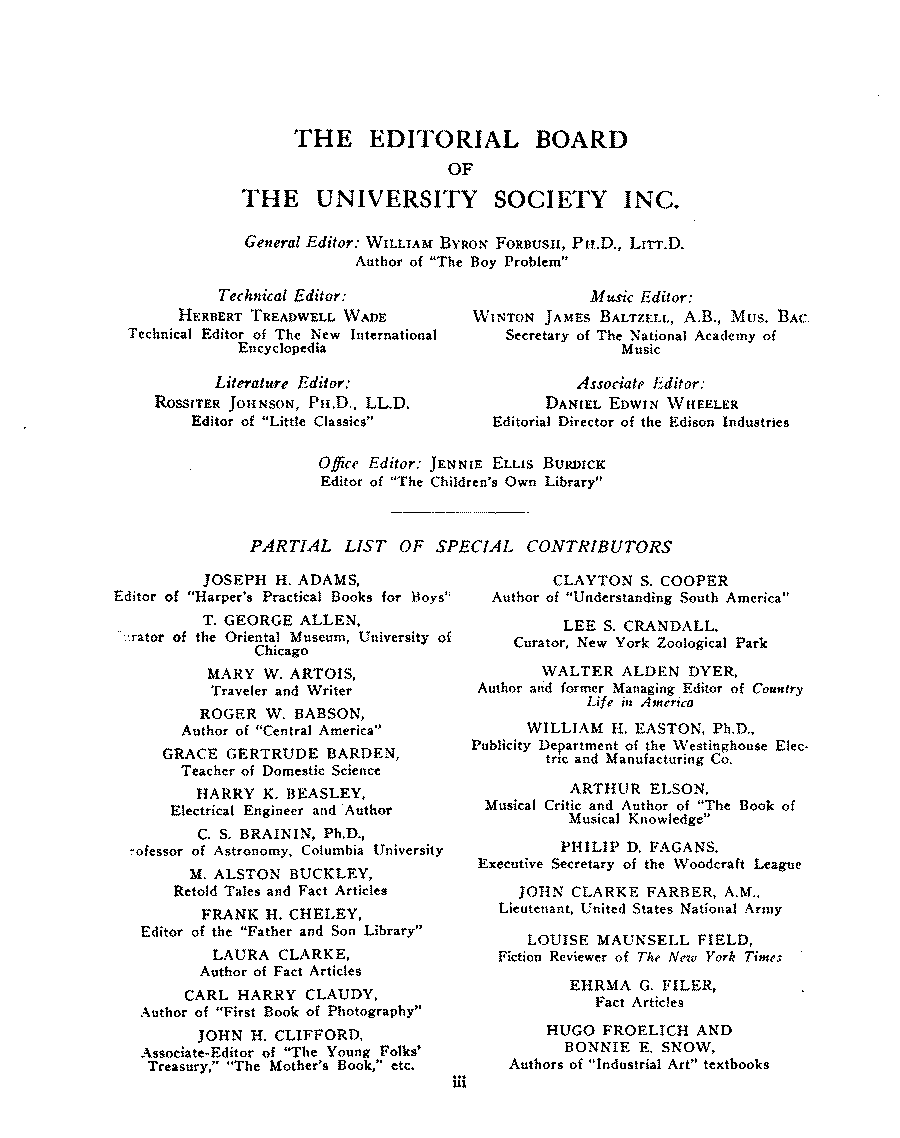 THE EDITORIAL BOARD
OF
THE UNIVERSITY SOCIETY INC.
General Editor: WILLIAM BYRON FORBUSH, PH.D., LITT.D.
Author of "The Boy Problem"
Technical Editor:
HERBERT TREADWELL WADE
Technical Editor of The New International
Encyclopedia
Music Editor:
WINTON JAMES BALTZELL, A.B., MUS. BAC.
Secretary of The National Academy of
Music
Literature Editor:
ROSSITER JOHNSON, PH.D., LL.D.
Editor of "Little Classics"
Associate Editor:
DANIEL EDWIN WHEELER
Editorial Director of the Edison Industries
Office Editor: JENNIE ELLIS BURDICK
Editor of "The Children's Own Library"
PARTIAL LIST OF SPECIAL CONTRIBUTORS
JOSEPH H. ADAMS,
Editor of "Harper's Practical Books for Boys"
T. GEORGE ALLEN,
rator of the Oriental Museum, University of
Chicago
MARY W. ARTOIS,
Traveler and Writer
ROGER W. BABSON,
Author of "Central America"
GRACE GERTRUDE BARDEN,
Teacher of Domestic Science
HARRY K. BEASLEY,
Electrical Engineer and Author
C. S. BRAININ, Ph.D.,
rofessor of Astronomy, Columbia University
M. ALSTON BUCKLEY,
Retold Tales and Fact Articles
FRANK H. CHELEY,
Editor of the "Father and Son Library"
LAURA CLARKE,
Author of Fact Articles
CARL HARRY CLAUDY,
Author of "First Book of Photography"
JOHN H. CLIFFORD,
Associate-Editor of "The Young Folks'
Treasury," "The Mother's Book," etc.
CLAYTON S. COOPER
Author of "Understanding South America"
LEE S. CRANDALL,
Curator, New York Zoological Park
WALTER ALDEN DYER,
Author and former Managing Editor of Country
Life in America
WILLIAM H. EASTON, Ph.D.,
Publicity Department of the Westinghouse Elec-
tric and Manufacturing Co.
ARTHUR ELSON,
Musical Critic and Author of "The Book of
Musical Knowledge"
PHILIP D. FAGANS,
Executive Secretary of the Woodcraft League
JOHN CLARKE FARBER, A.M.,
Lieutenant, United States National Army
LOUISE MAUNSELL FIELD,
Fiction Reviewer of The New York Times
EHRMA G. FILER,
Fact Articles
HUGO FROELICH AND
BONNIE E. SNOW,
Authors of "Industrial Art" textbooks
iii